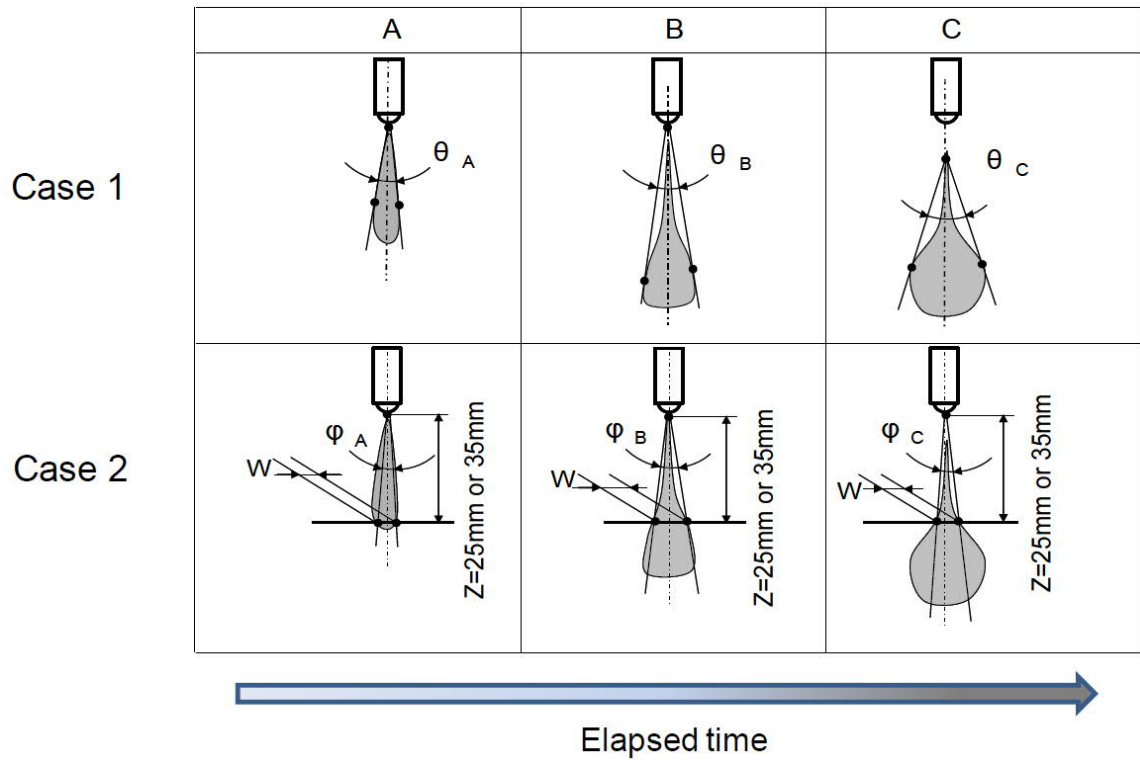 A B C
Case 1
θ A
θ B
θ C
Case 2
φ A
W
Z=25mm or 35mm
φ B
W
Z=25mm or 35mm
φ C
W
Z=25mm or 35mm
Elapsed time